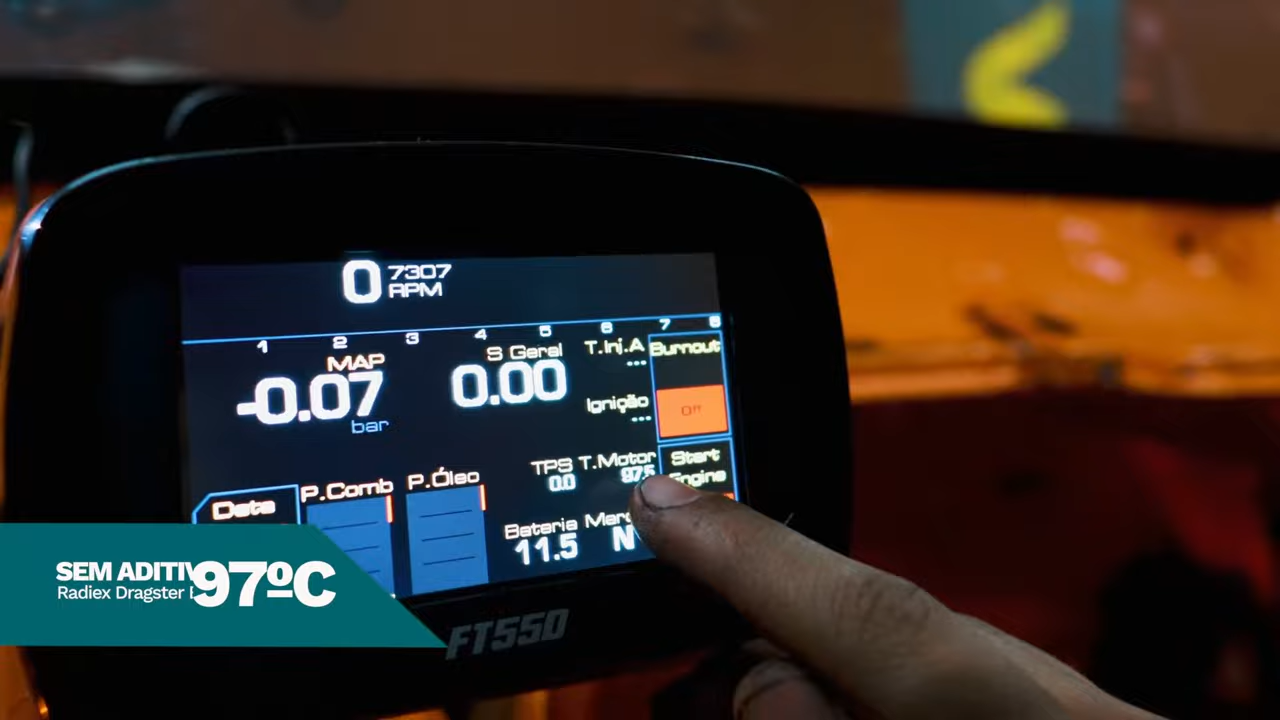 0 7307
RPM
1 2 3 4 5 6 7 8
MAP
-0.07
bar
S Geral
0.00
T.Inj.A
---
Ignição
---
Burnout
Off
TPS
0.0
T.Motor
97.5
Start
Engine
Data
P.Comb
P.Óleo
Bateria
11.5
Marc
N
FT550
SEM ADITIV
97ºC
Radiex Dragster